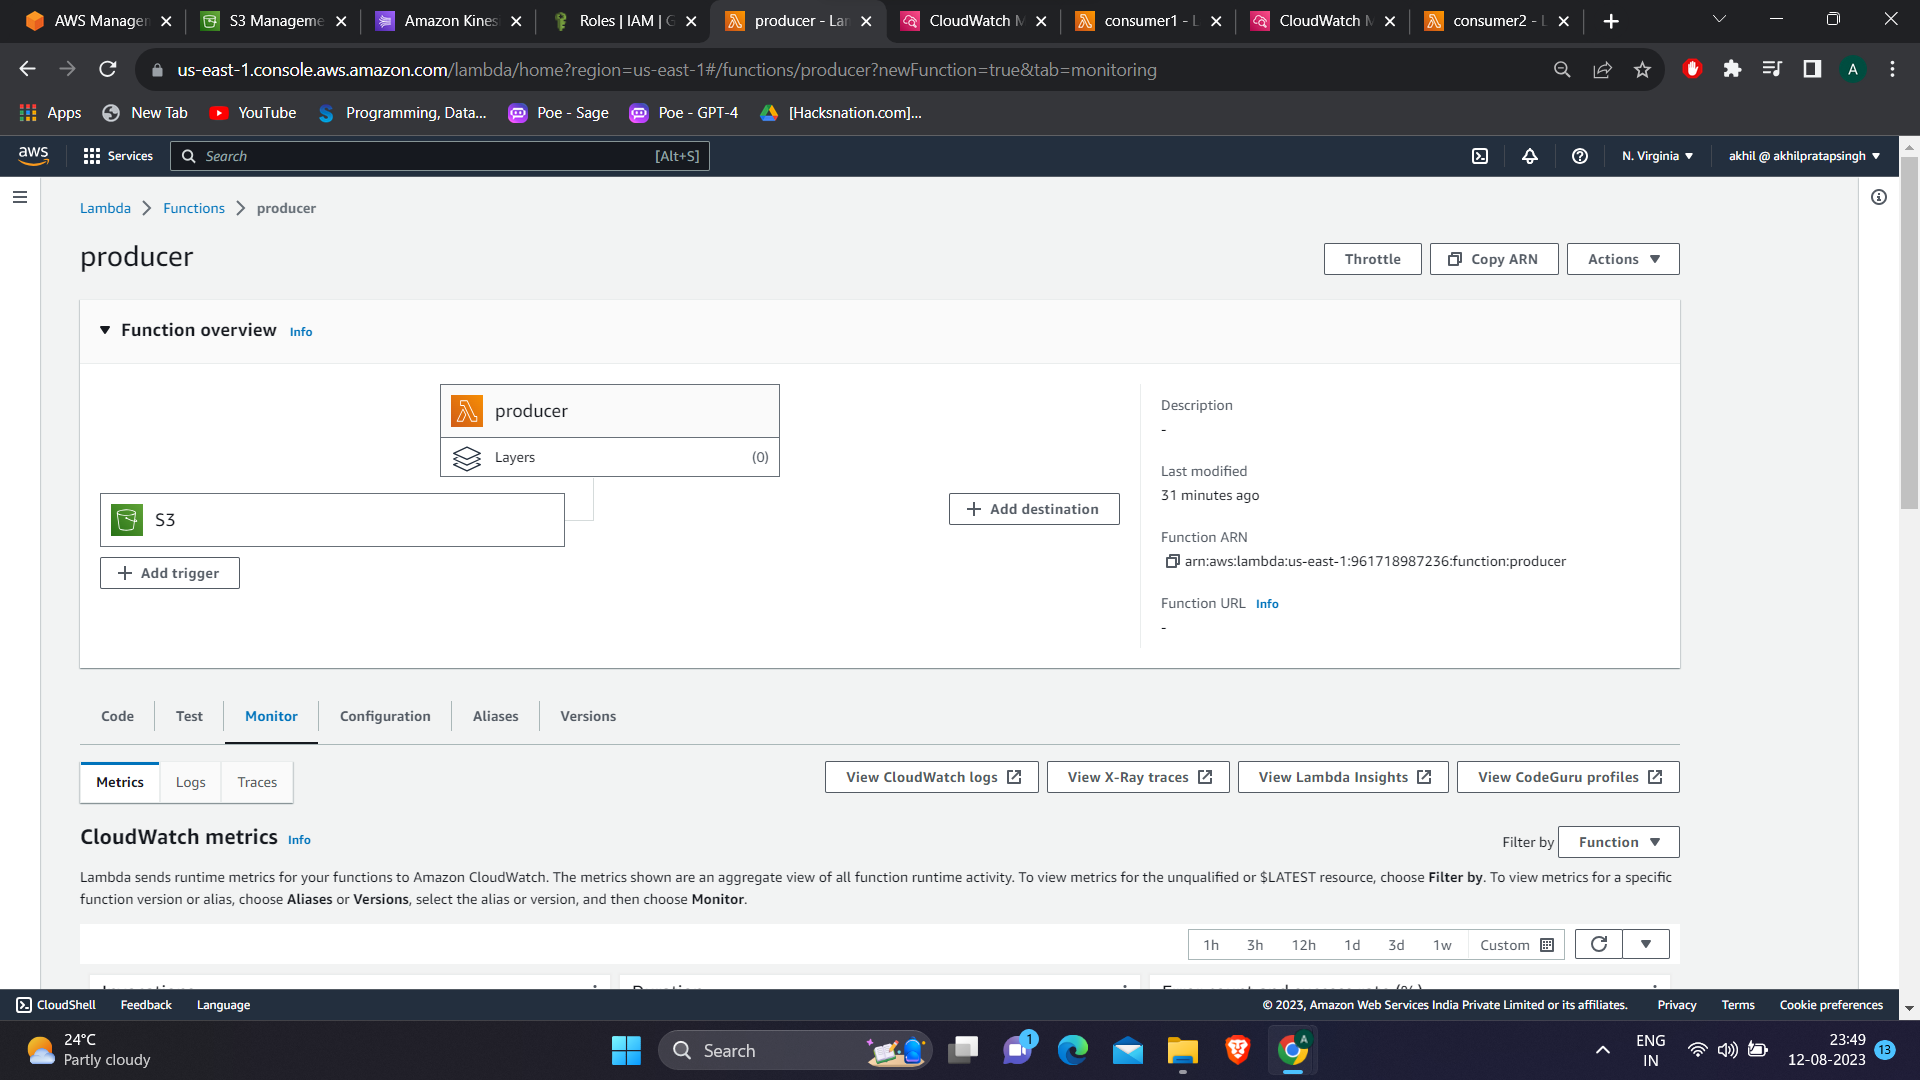 AWS Managem
S3 Manageme
Amazon Kines
Roles | IAM | G
producer - Lam
CloudWatch M
consumer1 - L
CloudWatch M
consumer2 - L
us-east-1.console.aws.amazon.com/lambda/home?region=us-east-1#/functions/producer?newFunction=true&tab=monitoring
A
Apps
New Tab
YouTube
Programming, Data...
Poe - Sage
Poe - GPT-4
[Hacksnation.com]...
aws
Services
Search
[Alt+S]
N. Virginia
akhil @ akhilpratapsingh
Lambda
Functions
producer
producer
Throttle
Copy ARN
Actions
Function overview Info
producer
Layers (0)
S3
+ Add trigger
+ Add destination
Description
-
Last modified
31 minutes ago
Function ARN
arn:aws:lambda:us-east-1:961718987236:function:producer
Function URL Info
-
Code
Test
Monitor
Configuration
Aliases
Versions
Metrics
Logs
Traces
View CloudWatch logs
View X-Ray traces
View Lambda Insights
View CodeGuru profiles
CloudWatch metrics Info
Filter by
Function
Lambda sends runtime metrics for your functions to Amazon CloudWatch. The metrics shown are an aggregate view of all function runtime activity. To view metrics for the unqualified or $LATEST resource, choose Filter by. To view metrics for a specific
function version or alias, choose Aliases or Versions, select the alias or version, and then choose Monitor.
1h
3h
12h
1d
3d
1w
Custom
CloudShell
Feedback
Language
© 2023, Amazon Web Services India Private Limited or its affiliates.
Privacy
Terms
Cookie preferences
24°C
Partly cloudy
Search
1
A
ENG
IN
23:49
12-08-2023
13